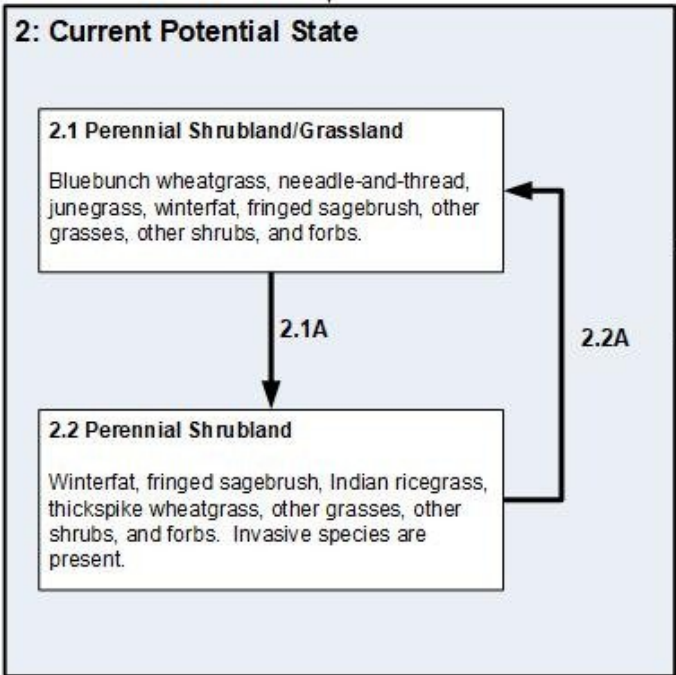 2: Current Potential State
2.1 Perennial Shrubland/Grassland
Bluebunch wheatgrass, neeadle-and-thread,
junegrass, winterfat, fringed sagebrush, other
grasses, other shrubs, and forbs.
2.1A
2.2A
2.2 Perennial Shrubland
Winterfat, fringed sagebrush, Indian ricegrass,
thickspike wheatgrass, other grasses, other
shrubs, and forbs.  Invasive species are
present.